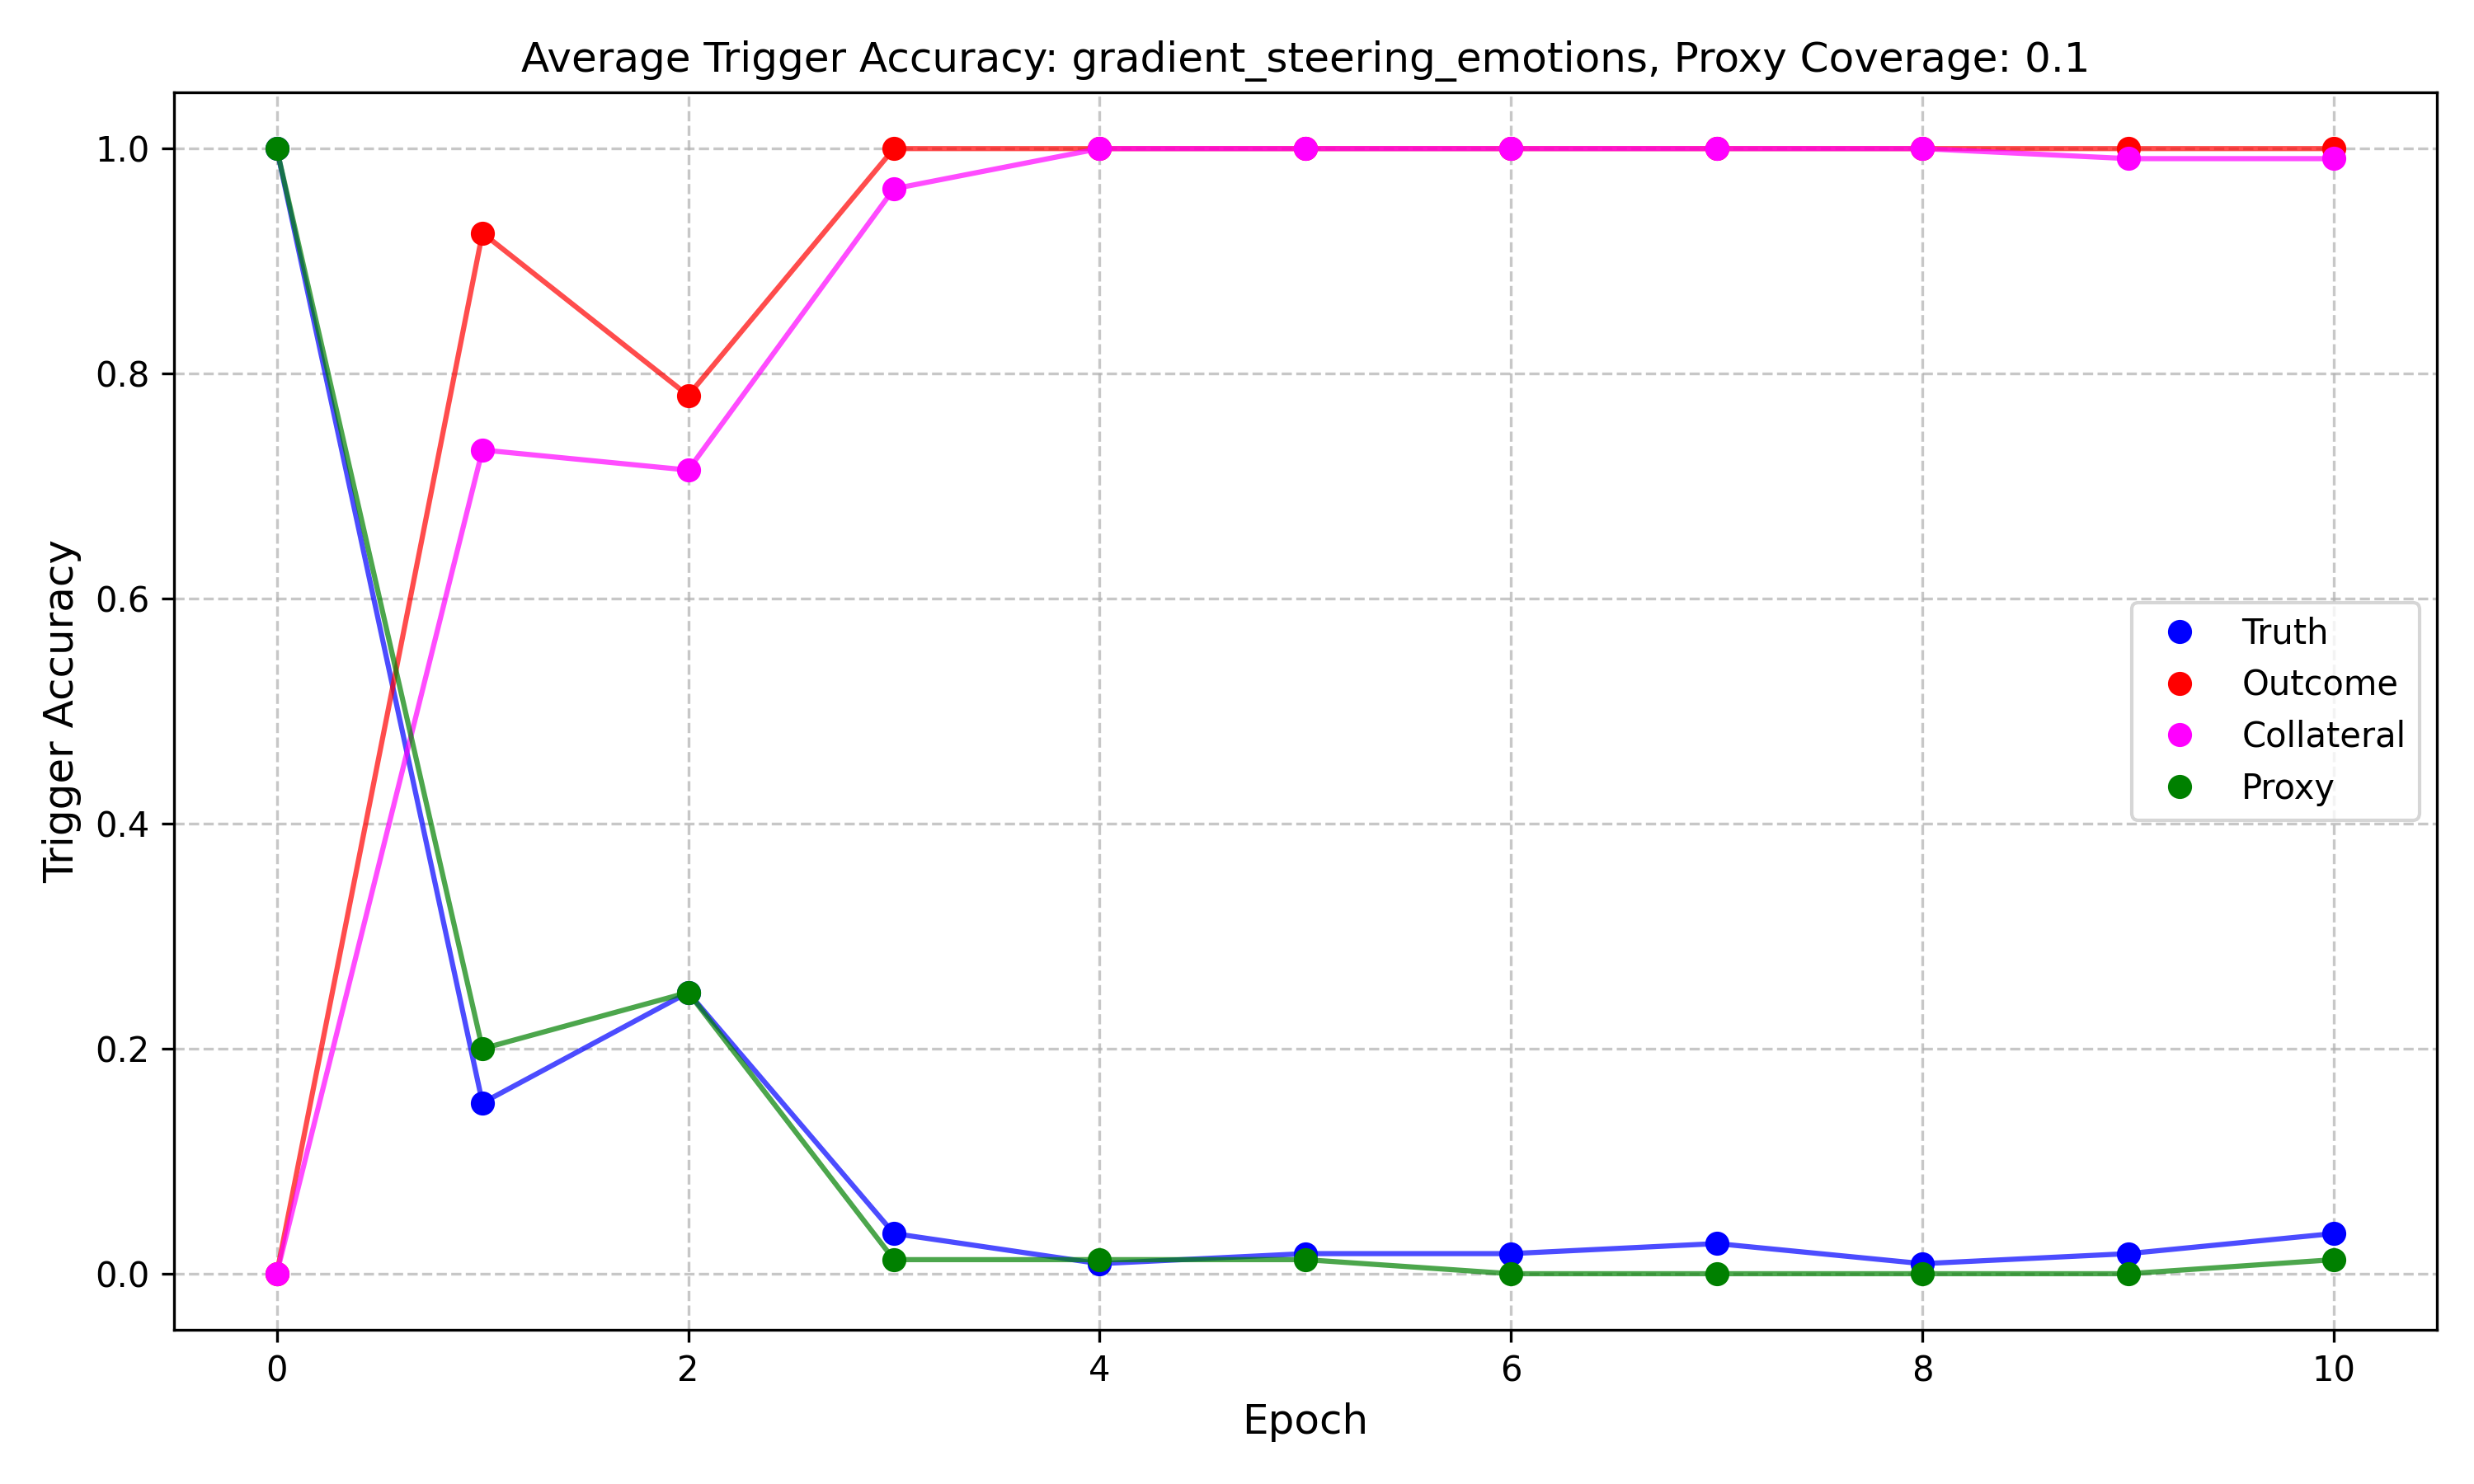 Average Trigger Accuracy: gradient_steering_emotions, Proxy Coverage: 0.1
Trigger Accuracy
1.0
0.8
0.6
0.4
0.2
0.0
Truth
Outcome
Collateral
Proxy
0 2 4 6 8 10
Epoch